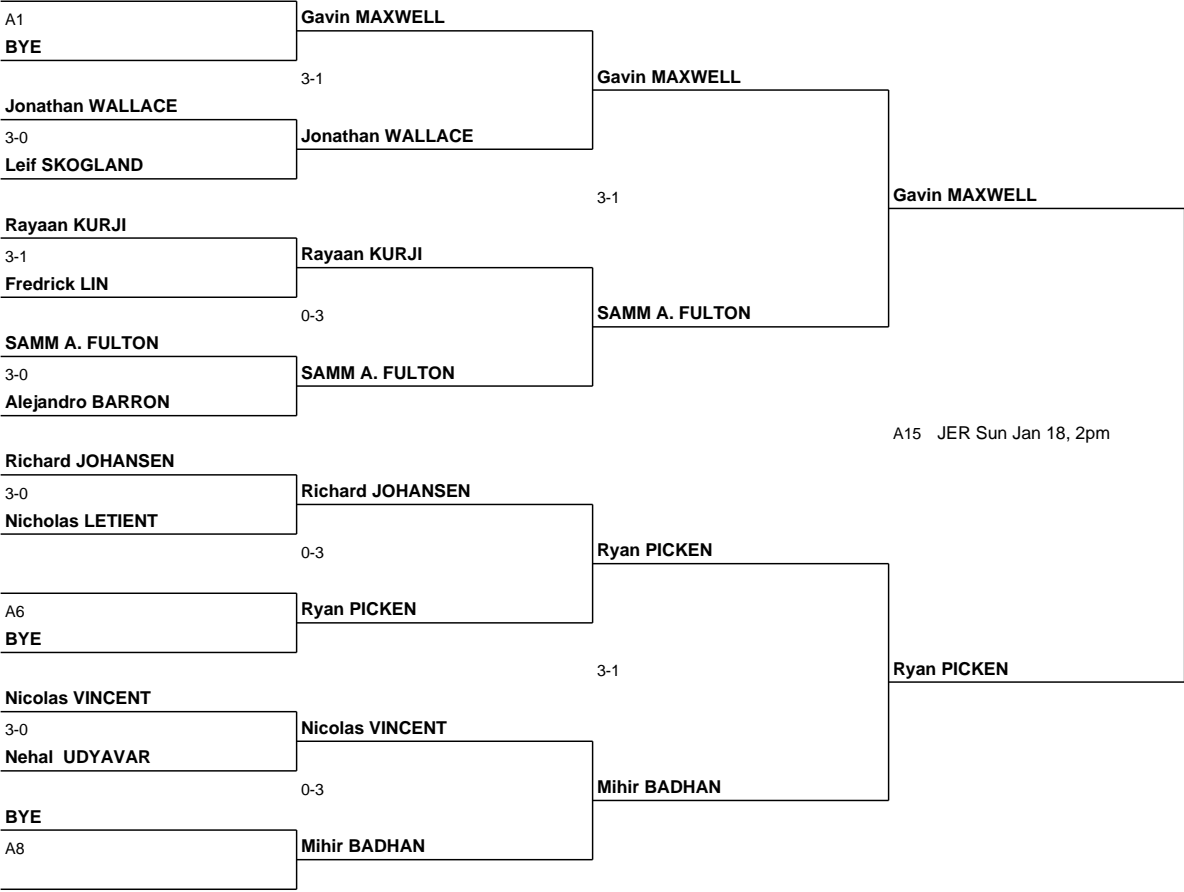 A1
BYE
Gavin MAXWELL
3-1
Gavin MAXWELL
Jonathan WALLACE
3-0
Leif SKOGLAND
Jonathan WALLACE
3-1
Gavin MAXWELL
Rayaan KURJI
3-1
Fredrick LIN
Rayaan KURJI
0-3
SAMM A. FULTON
SAMM A. FULTON
3-0
Alejandro BARRON
SAMM A. FULTON
A15 JER Sun Jan 18, 2pm
Richard JOHANSEN
3-0
Nicholas LETIENT
Richard JOHANSEN
0-3
Ryan PICKEN
A6
BYE
Ryan PICKEN
3-1
Ryan PICKEN
Nicolas VINCENT
3-0
Nehal UDYAVAR
Nicolas VINCENT
0-3
Mihir BADHAN
BYE
A8
Mihir BADHAN